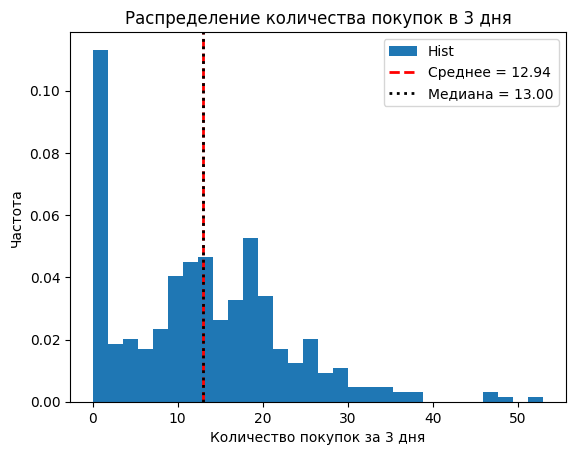 Распределение количества покупок в 3 дня
Hist
Среднее = 12.94
Медиана = 13.00
Частота
0.10
0.08
0.06
0.04
0.02
0.00
0
10
20
30
40
50
Количество покупок за 3 дня